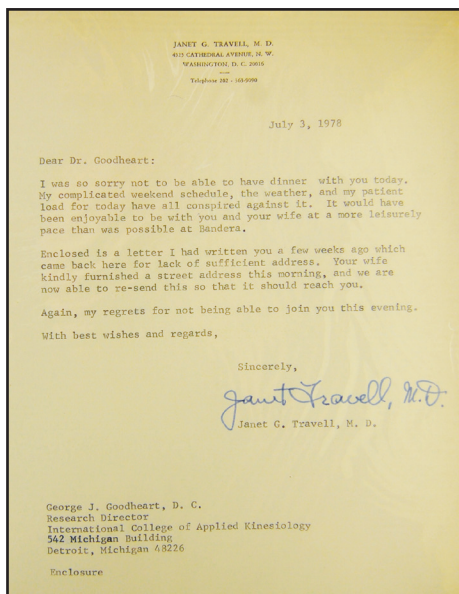 JANET G. TRAVELL, M. D.
4525 CATHEDRAL AVENUE, N. W.
WASHINGTON, D. C. 20016
Telephone 202
July 3, 1978
Dear Dr. Goodheart:
I was so sorry not to be able to have dinner with you today.
My complicated weekend schedule, the weather, and my patient
load for today have all conspired against it. It would have
been enjoyable to be with you and your wife at a more leisurely
pace than was possible at Bandera.
Enclosed is a letter I had written you a few weeks ago which
came back here for lack of sufficient address. Your wife
kindly furnished a street address this morning, and we are
now able to re-send this so that it should reach you.
Again, my regrets for not being able to join you this evening.
With best wishes and regards,
Sincerely,
Janet Travell, M.D.
Janet G. Travell, M. D.
George J. Goodheart, D. C.
Research Director
International College of Applied Kinesiology
542 Michigan Building
Detroit, Michigan 48226
Enclosure